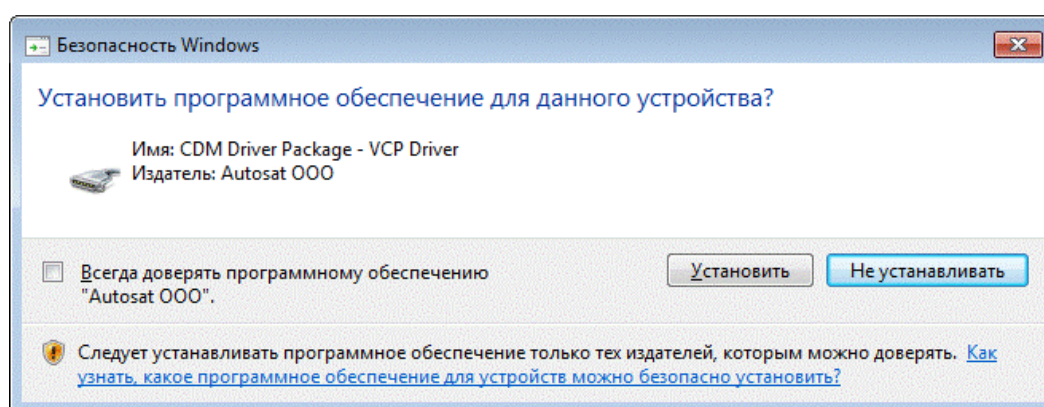 Безопасность Windows
Установить программное обеспечение для данного устройства?
Имя: CDM Driver Package - VCP Driver
Издатель: Autosat ООО
Всегда доверять программному обеспечению
"Autosat ООО".
Установить
Не устанавливать
Следует устанавливать программное обеспечение только тех издателей, которым можно доверять. Как
узнать, какое программное обеспечение для устройств можно безопасно установить?